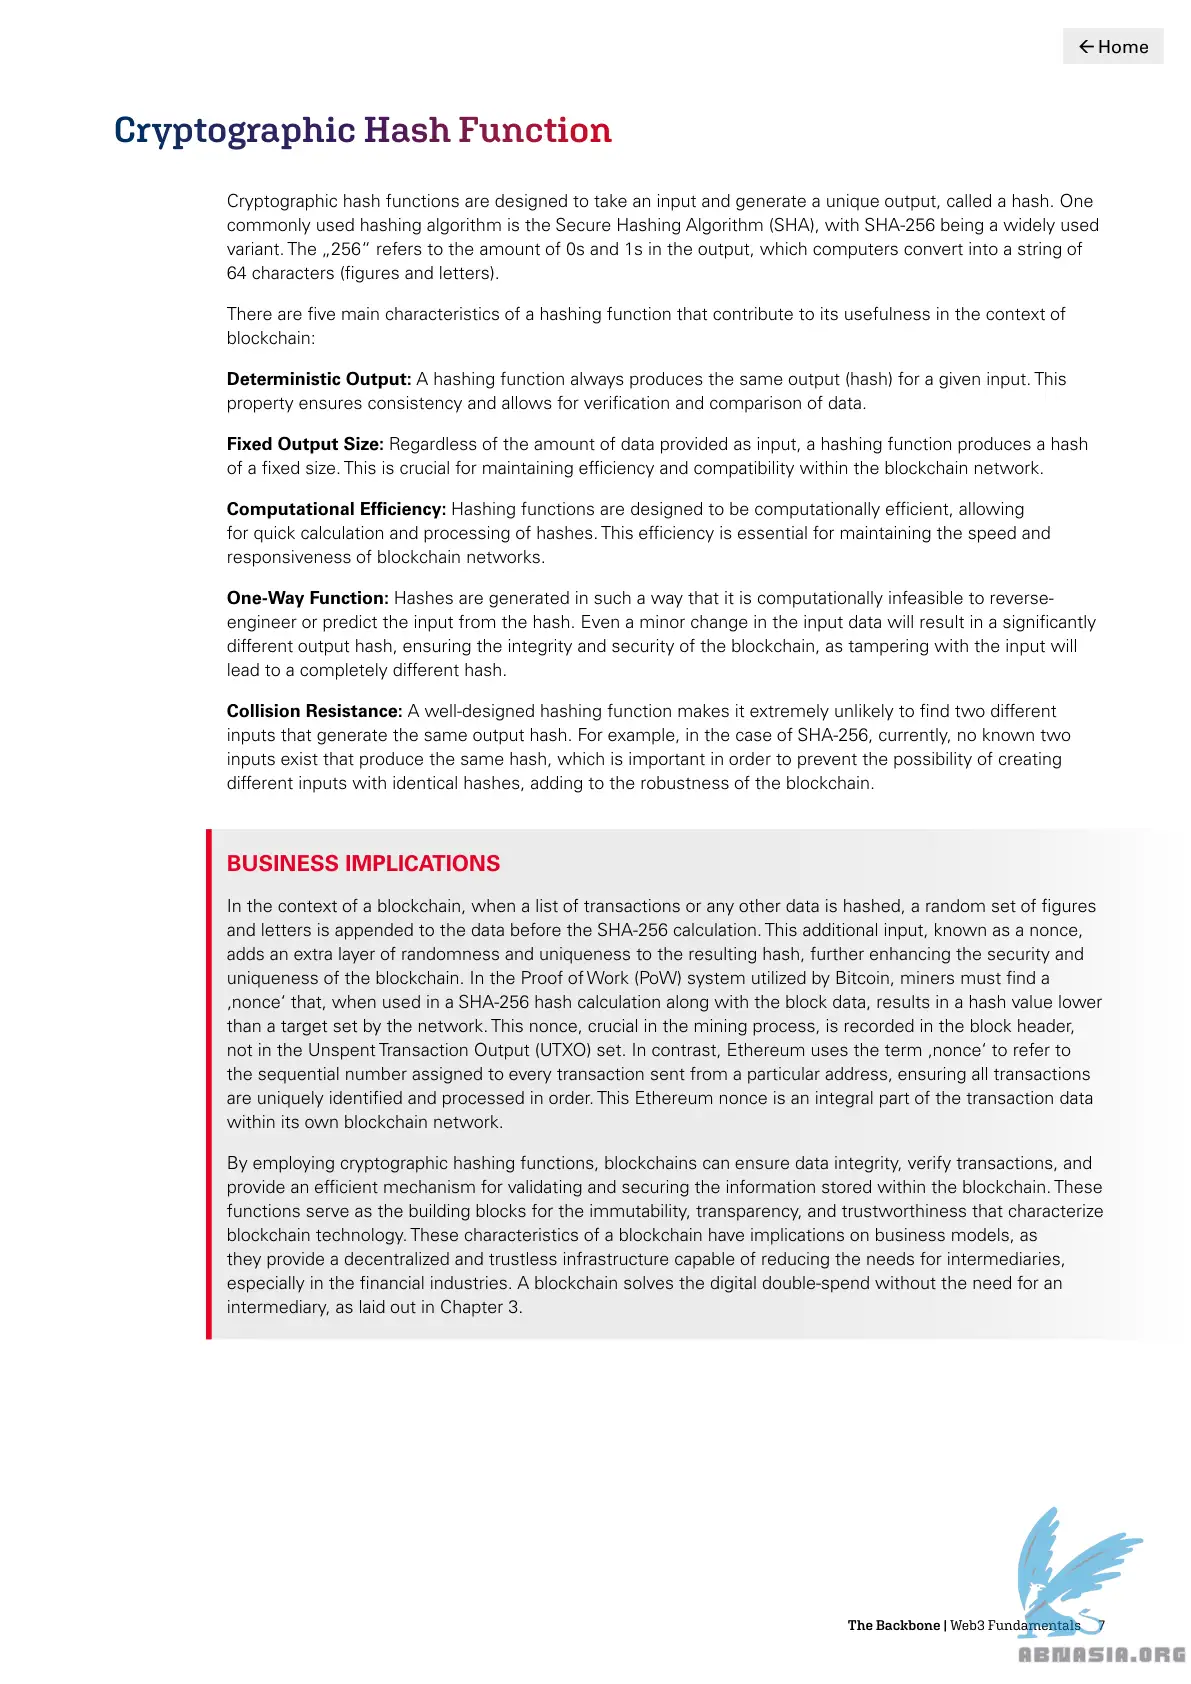 ← Home
Cryptographic Hash Function
Cryptographic hash functions are designed to take an input and generate a unique output, called a hash. One
commonly used hashing algorithm is the Secure Hashing Algorithm (SHA), with SHA-256 being a widely used
variant. The „256“ refers to the amount of 0s and 1s in the output, which computers convert into a string of
64 characters (figures and letters).
There are five main characteristics of a hashing function that contribute to its usefulness in the context of
blockchain:
Deterministic Output: A hashing function always produces the same output (hash) for a given input. This
property ensures consistency and allows for verification and comparison of data.
Fixed Output Size: Regardless of the amount of data provided as input, a hashing function produces a hash
of a fixed size. This is crucial for maintaining efficiency and compatibility within the blockchain network.
Computational Efficiency: Hashing functions are designed to be computationally efficient, allowing
for quick calculation and processing of hashes. This efficiency is essential for maintaining the speed and
responsiveness of blockchain networks.
One-Way Function: Hashes are generated in such a way that it is computationally infeasible to reverse-
engineer or predict the input from the hash. Even a minor change in the input data will result in a significantly
different output hash, ensuring the integrity and security of the blockchain, as tampering with the input will
lead to a completely different hash.
Collision Resistance: A well-designed hashing function makes it extremely unlikely to find two different
inputs that generate the same output hash. For example, in the case of SHA-256, currently, no known two
inputs exist that produce the same hash, which is important in order to prevent the possibility of creating
different inputs with identical hashes, adding to the robustness of the blockchain.
BUSINESS IMPLICATIONS
In the context of a blockchain, when a list of transactions or any other data is hashed, a random set of figures
and letters is appended to the data before the SHA-256 calculation. This additional input, known as a nonce,
adds an extra layer of randomness and uniqueness to the resulting hash, further enhancing the security and
uniqueness of the blockchain. In the Proof of Work (PoW) system utilized by Bitcoin, miners must find a
‚nonce‘ that, when used in a SHA-256 hash calculation along with the block data, results in a hash value lower
than a target set by the network. This nonce, crucial in the mining process, is recorded in the block header,
not in the Unspent Transaction Output (UTXO) set. In contrast, Ethereum uses the term ‚nonce‘ to refer to
the sequential number assigned to every transaction sent from a particular address, ensuring all transactions
are uniquely identified and processed in order. This Ethereum nonce is an integral part of the transaction data
within its own blockchain network.
By employing cryptographic hashing functions, blockchains can ensure data integrity, verify transactions, and
provide an efficient mechanism for validating and securing the information stored within the blockchain. These
functions serve as the building blocks for the immutability, transparency, and trustworthiness that characterize
blockchain technology. These characteristics of a blockchain have implications on business models, as
they provide a decentralized and trustless infrastructure capable of reducing the needs for intermediaries,
especially in the financial industries. A blockchain solves the digital double-spend without the need for an
intermediary, as laid out in Chapter 3.
The Backbone | Web3 Fundamentals 7
ABNASIA.ORG